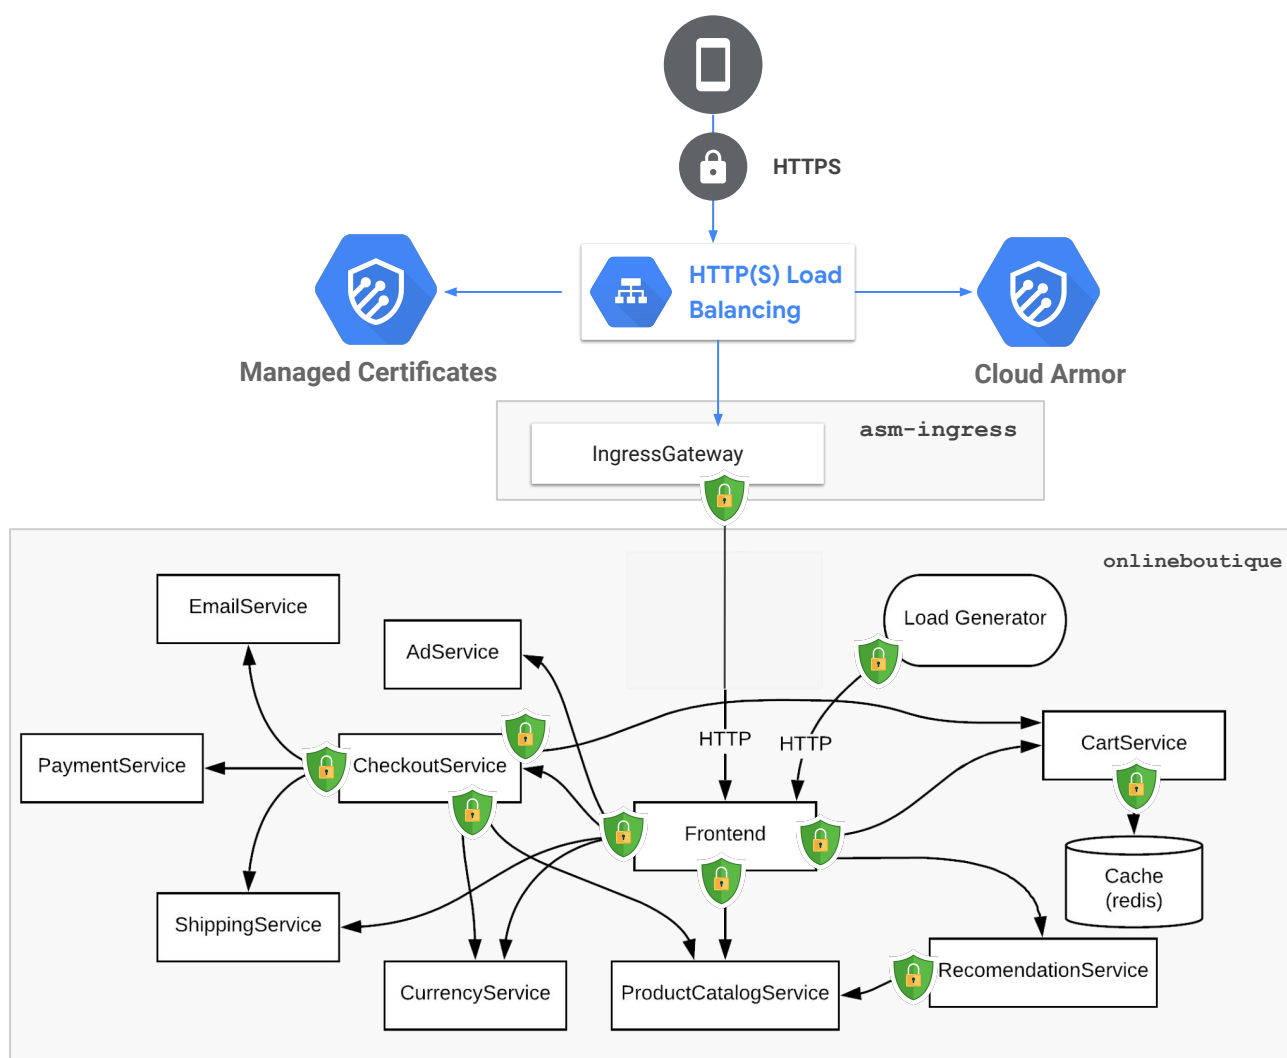 HTTPS
HTTP(S) Load
Balancing
Managed Certificates
Cloud Armor
asm-ingress
IngressGateway
onlineboutique
EmailService
Load Generator
AdService
HTTP
HTTP
CartService
PaymentService
CheckoutService
Frontend
Cache
(redis)
ShippingService
RecomendationService
CurrencyService
ProductCatalogService